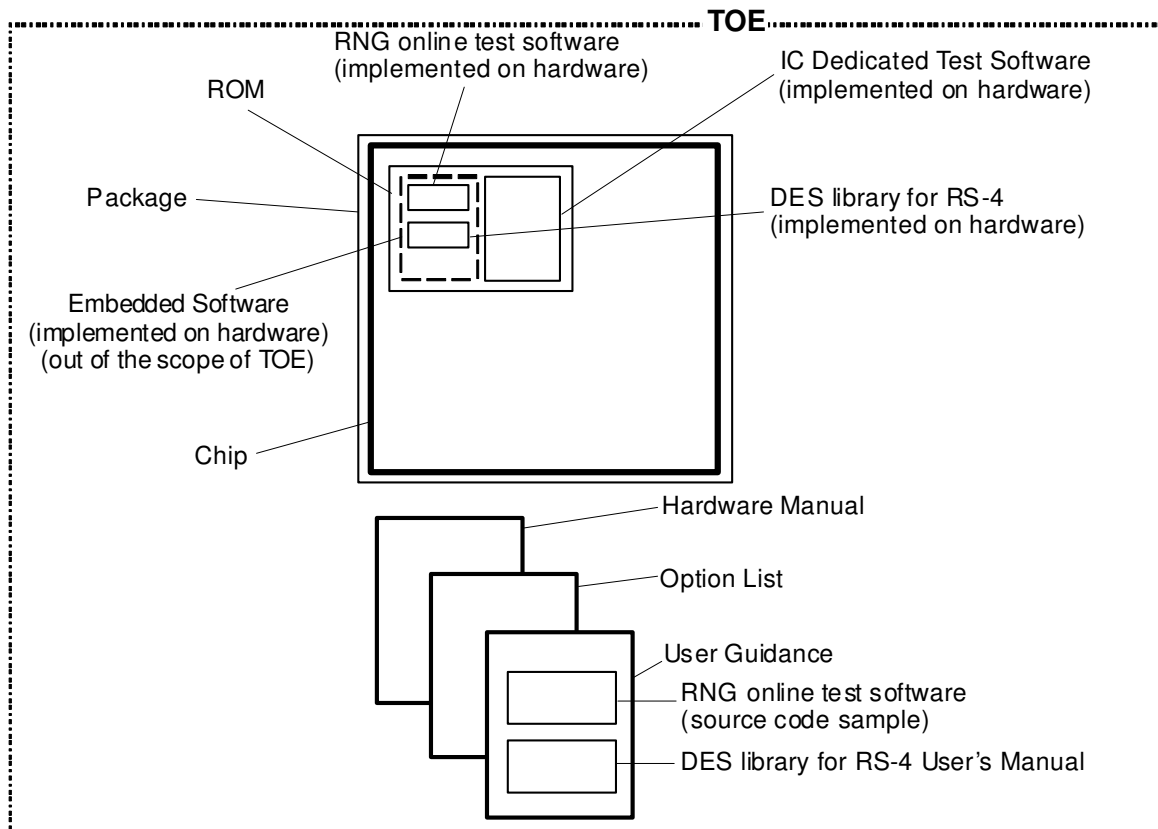 TOE
RNG online test software
(implemented on hardware)
IC Dedicated Test Software
(implemented on hardware)
ROM
Package
DES library for RS-4
(implemented on hardware)
Embedded Software
(implemented on hardware)
(out of the scope of TOE)
Chip
Hardware Manual
Option List
User Guidance
RNG online test software
(source code sample)
DES library for RS-4 User's Manual